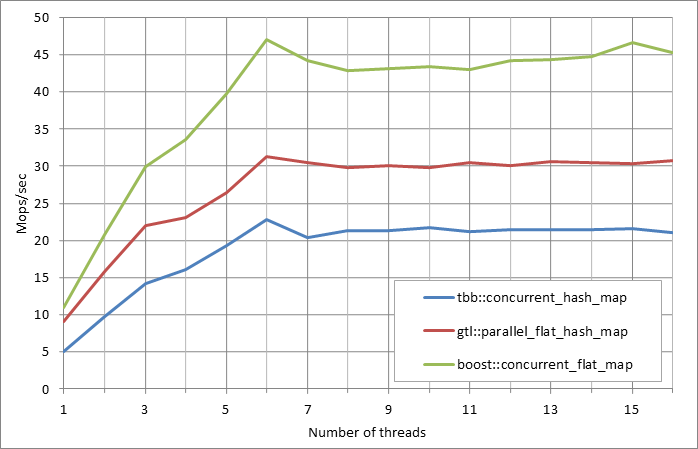 50
45
40
35
30
25
20
15
10
5
0
Mops/sec
tbb::concurrent_hash_map
gtl::parallel_flat_hash_map
boost::concurrent_flat_map
1 3 5 7 9 11 13 15
Number of threads